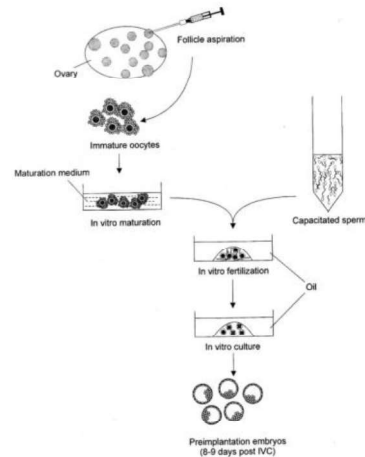 Follicle aspiration
Ovary
Immature oocytes
Maturation medium
In vitro maturation
Capacitated sperm
In vitro fertilization
Oil
In vitro culture
Preimplantation embryos
(8-9 days post IVC)